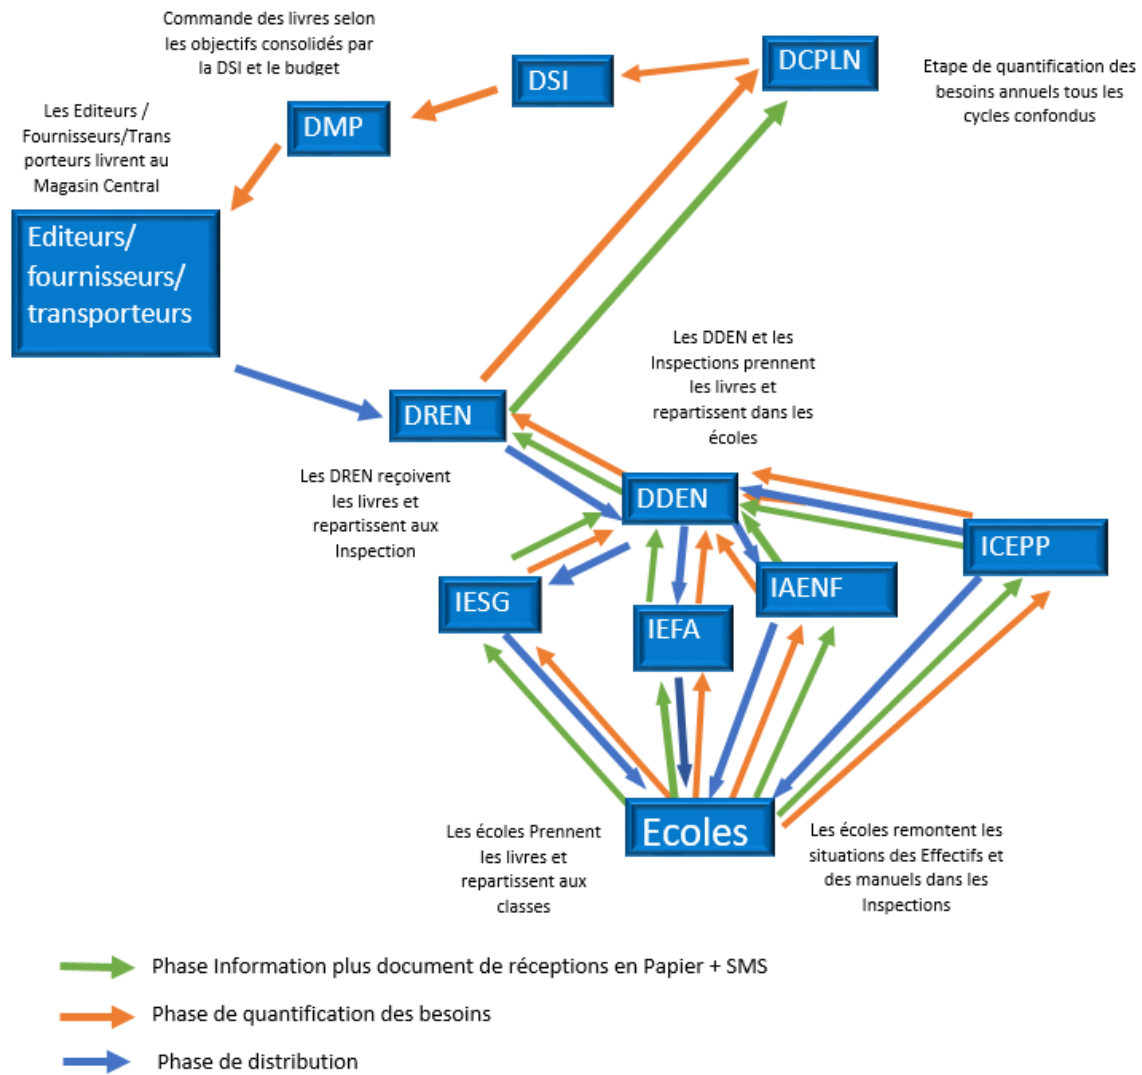 Commande des livres selon
les objectifs consolidés par
la DSI et le budget
DCPLN
DSI
Etape de quantification des
besoins annuels tous les
cycles confondus
DMP
Les Editeurs /
Fournisseurs/Trans
porteurs livrent au
Magasin Central
Editeurs/
fournisseurs/
transporteurs
Les DDEN et les
Inspections prennent
les livres et
repartissent dans les
écoles
DREN
Les DREN reçoivent
les livres et
repartissent aux
Inspection
DDEN
ICEPP
IESG
IEFA
IAENF
Ecoles
Les écoles Prennent
les livres et
repartissent aux
classes
Les écoles remontent les
situations des Effectifs et
des manuels dans les
Inspections
Phase Information plus document de réceptions en Papier + SMS
Phase de quantification des besoins
Phase de distribution